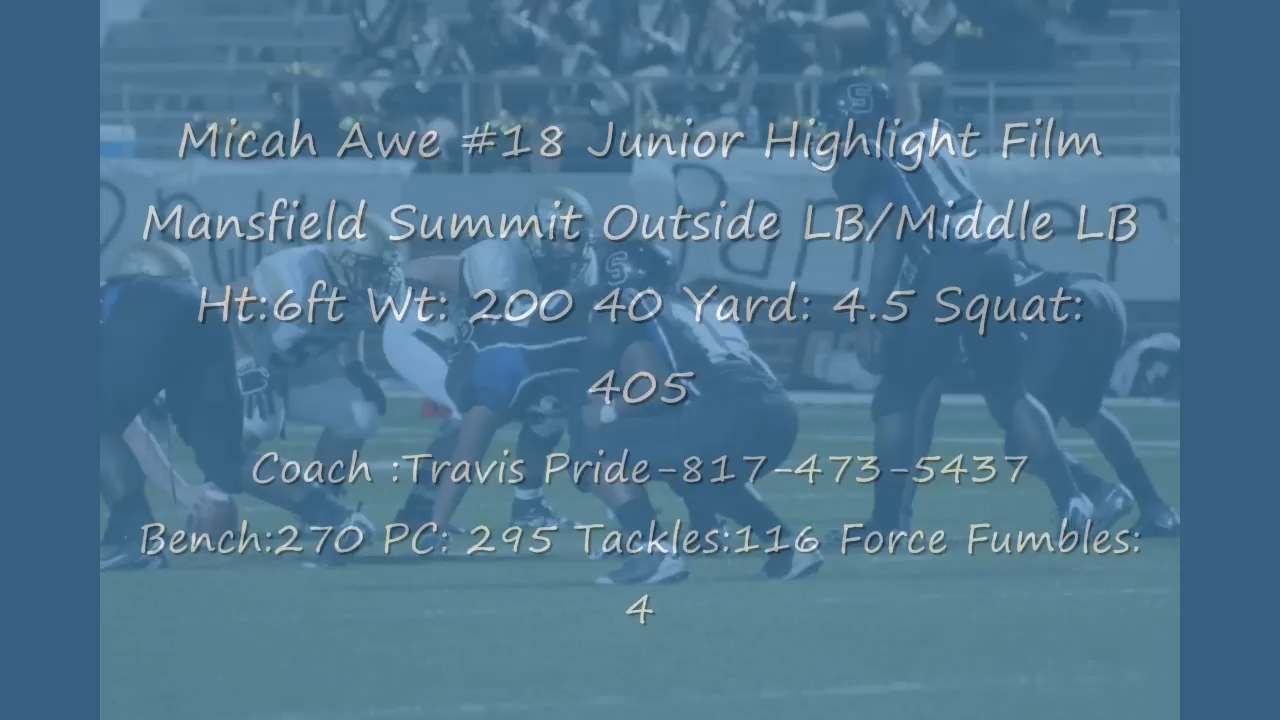 Micah Awe #18 Junior Highlight Film
Mansfield Summit Outside LB/Middle LB
Ht:6ft Wt: 200 40 Yard: 4.5 Squat:
405
Coach :Travis Pride-817-473-5437
Bench:270 PC: 295 Tackles:116 Force Fumbles:
4
S
S